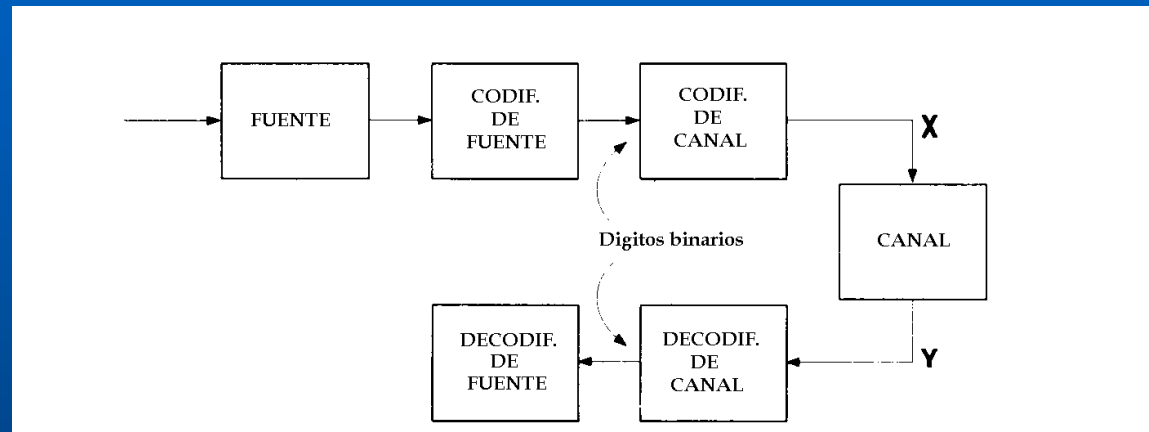 FUENTE
CODIF.
DE
FUENTE
CODIF.
DE
CANAL
X
CANAL
Digitos binarios
DECODIF.
DE
FUENTE
DECODIF.
DE
CANAL
Y